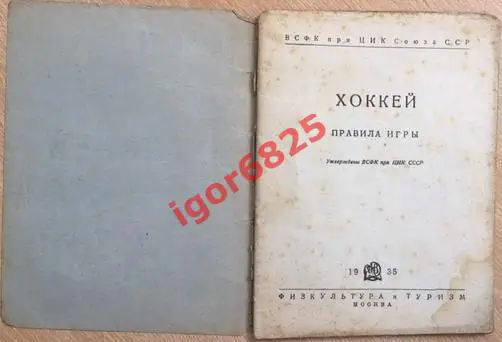 ВСФК при ЦИК Союза ССР
ХОККЕЙ
ПРАВИЛА ИГРЫ
Утверждены ВСФК при ЦИК СССР
igor6825
19 35
ФИЗКУЛЬТУРА и ТУРИЗМ
МОСКВА